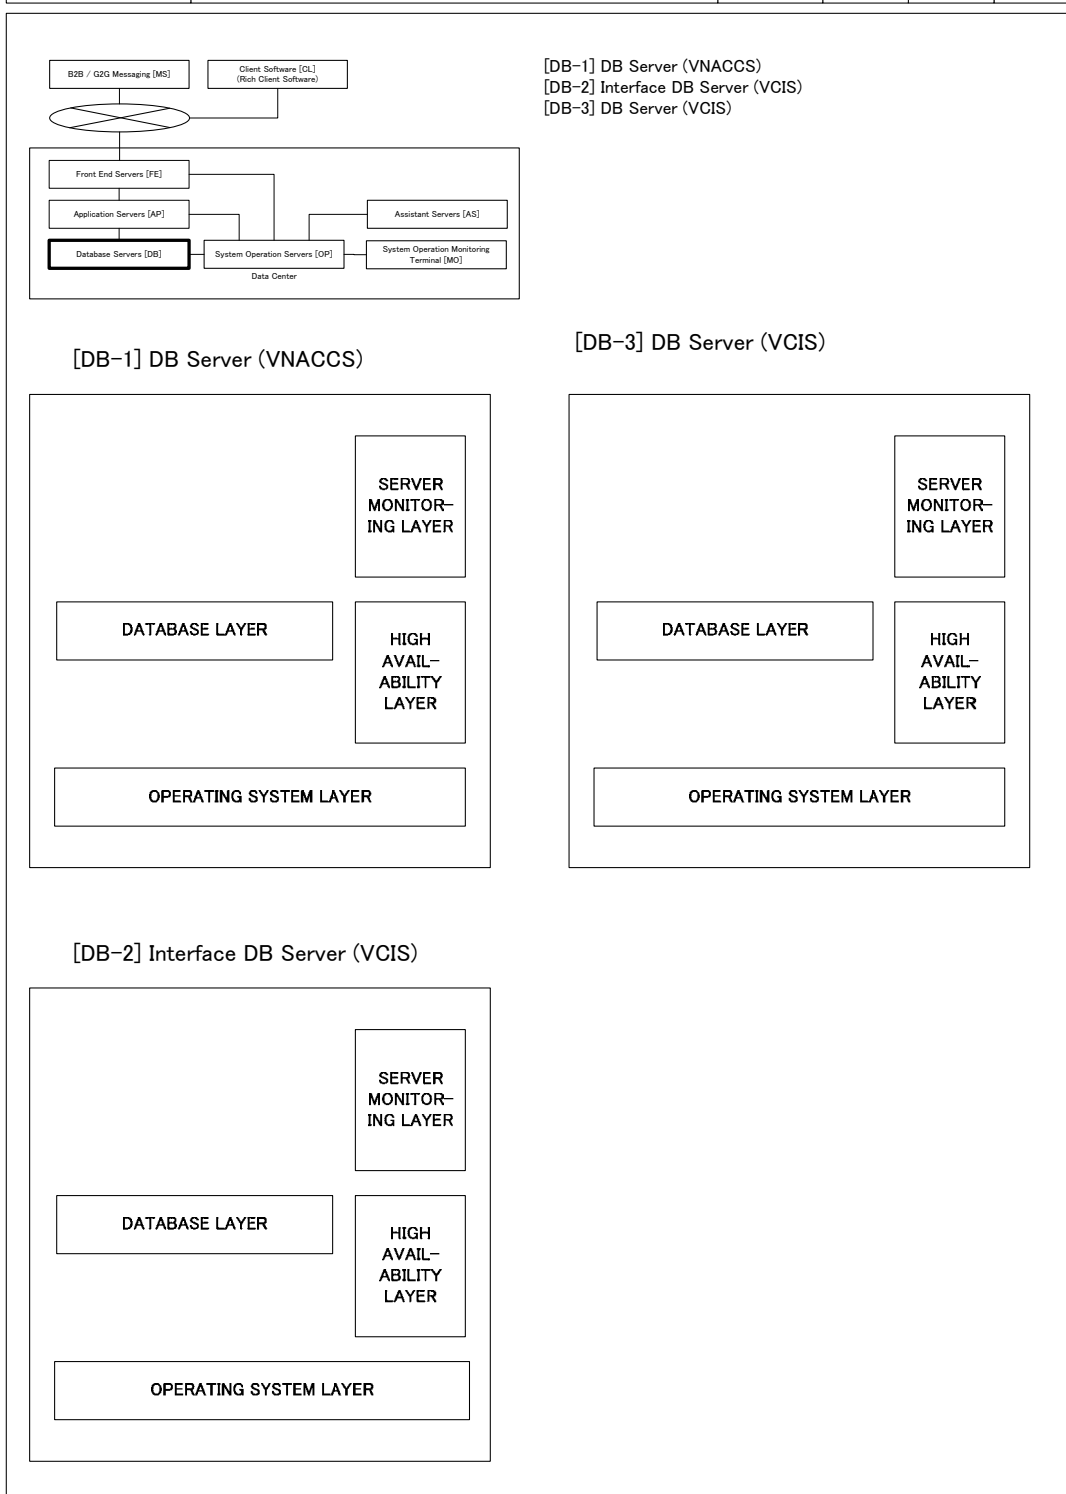 B2B / G2G Messaging [MS]
Client Software [CL]
(Rich Client Software)
[DB-1] DB Server (VNACCS)
[DB-2] Interface DB Server (VCIS)
[DB-3] DB Server (VCIS)
Front End Servers [FE]
Application Servers [AP]
Assistant Servers [AS]
Database Servers [DB]
System Operation Servers [OP]
System Operation Monitoring
Terminal [MO]
Data Center
[DB-1] DB Server (VNACCS)
SERVER
MONITOR-
ING LAYER
DATABASE LAYER
HIGH
AVAIL-
ABILITY
LAYER
OPERATING SYSTEM LAYER
[DB-3] DB Server (VCIS)
SERVER
MONITOR-
ING LAYER
DATABASE LAYER
HIGH
AVAIL-
ABILITY
LAYER
OPERATING SYSTEM LAYER
[DB-2] Interface DB Server (VCIS)
SERVER
MONITOR-
ING LAYER
DATABASE LAYER
HIGH
AVAIL-
ABILITY
LAYER
OPERATING SYSTEM LAYER